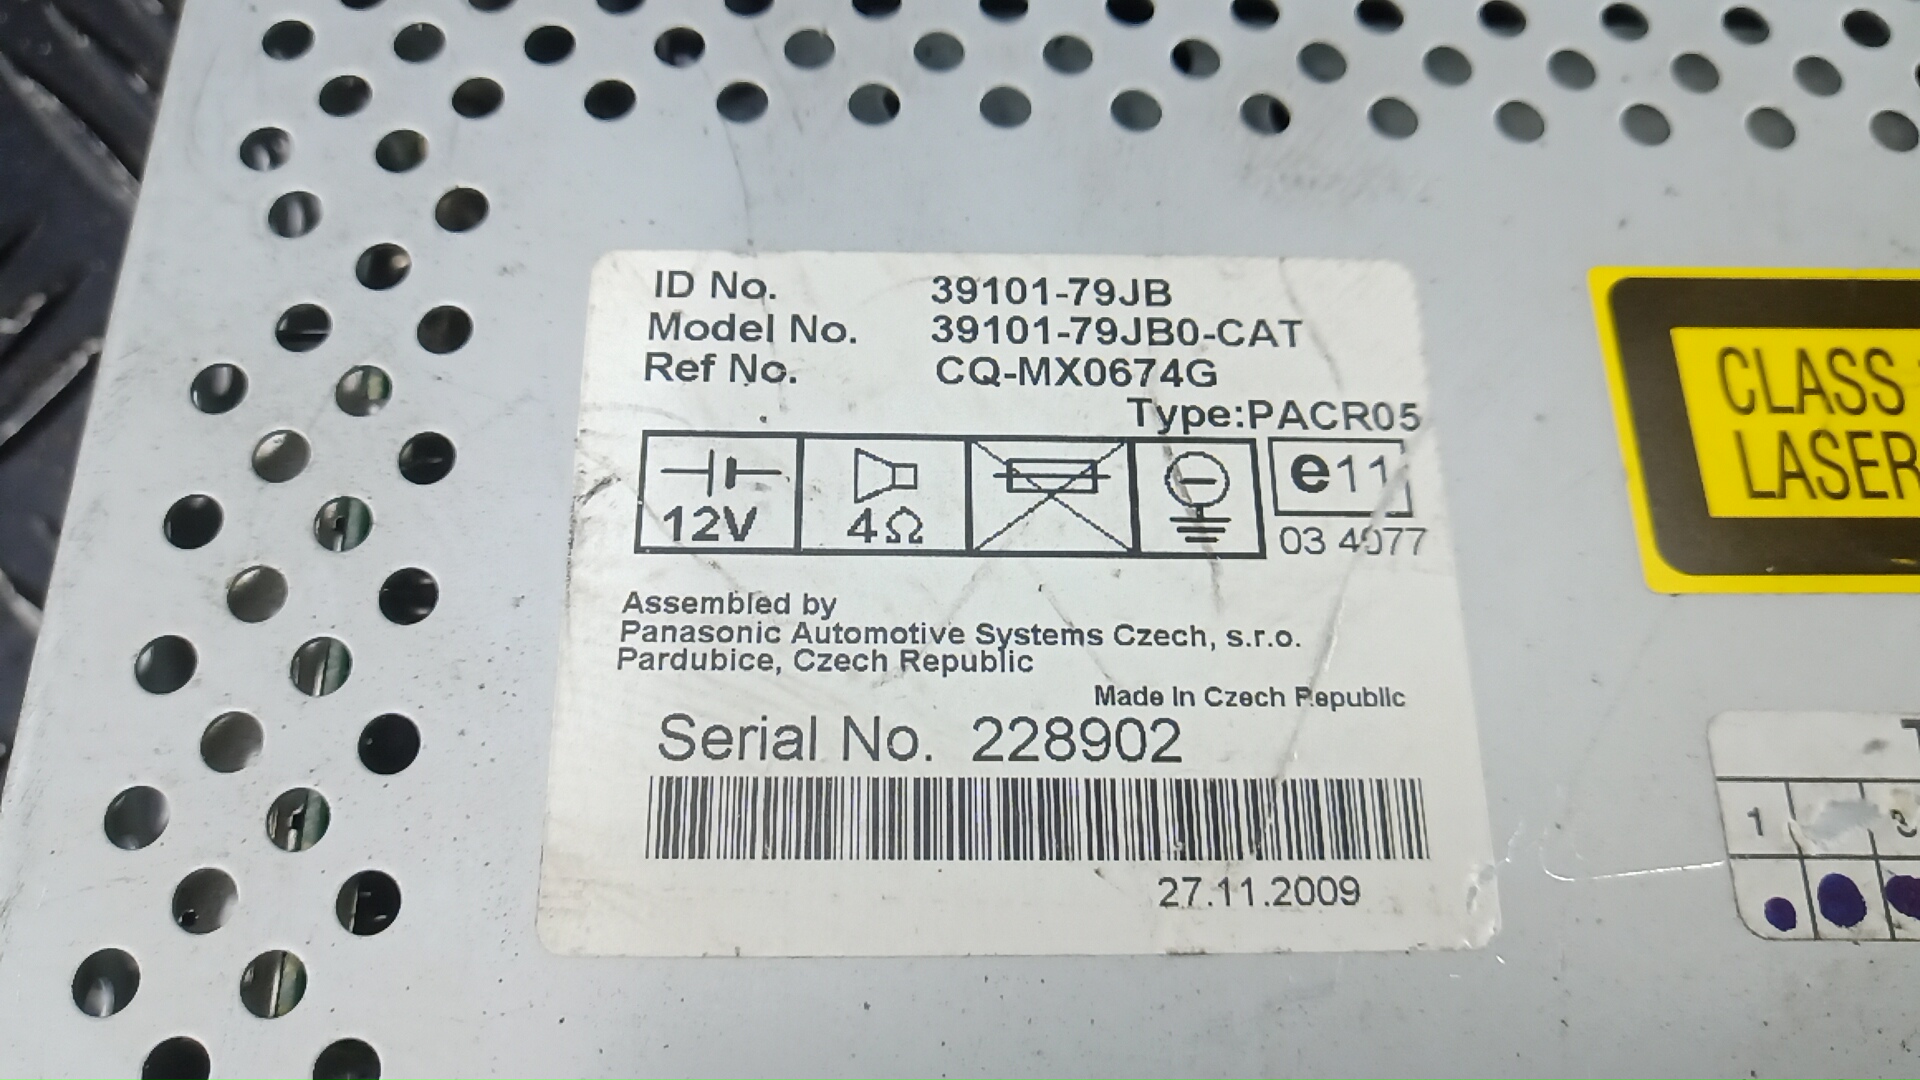 ID No. 39101-79JB
Model No. 39101-79JB0-CAT
Ref No. CQ-MX0674G
Type:PACR05
12V 4Ω e11
03 4077
Assembled by
Panasonic Automotive Systems Czech, s.r.o.
Pardubice, Czech Republic
Made In Czech Republic
Serial No. 228902
27.11.2009
CLASS
LASER
1 3